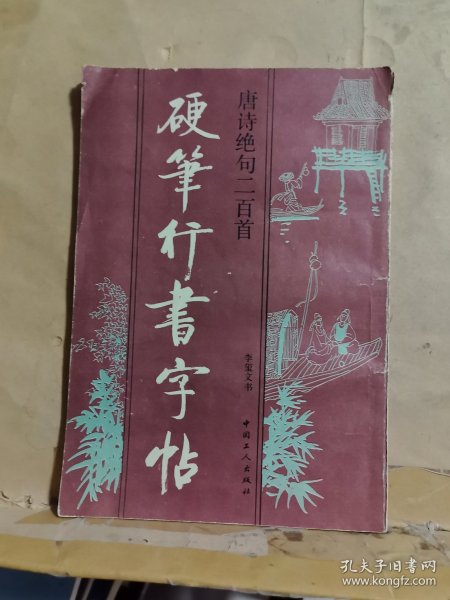 唐诗绝句二百首
硬筆行書字帖
李玺文书
中国工人出版社
孔夫子旧书网
www.kongfz.com